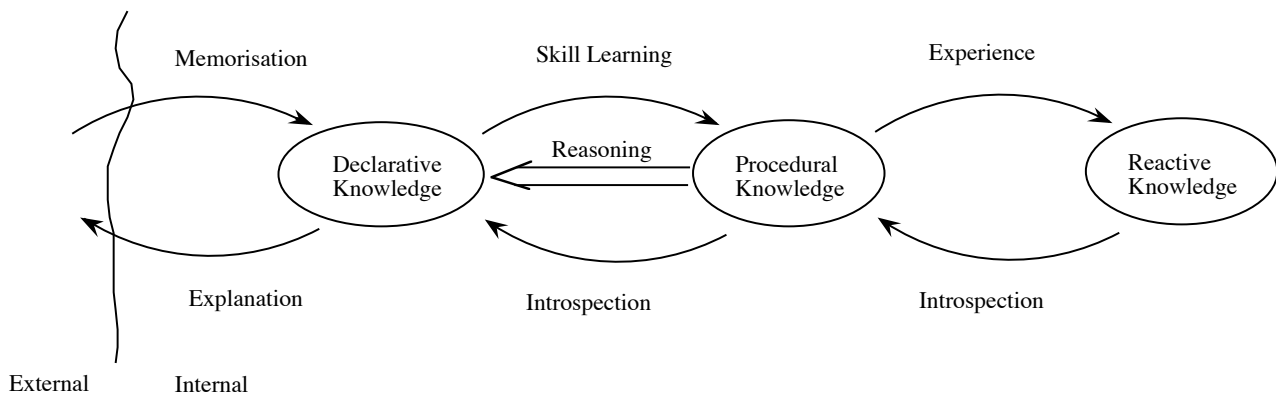 Memorisation
Skill Learning
Experience
Reasoning
Declarative
Knowledge
Procedural
Knowledge
Reactive
Knowledge
Explanation
Introspection
Introspection
External
Internal